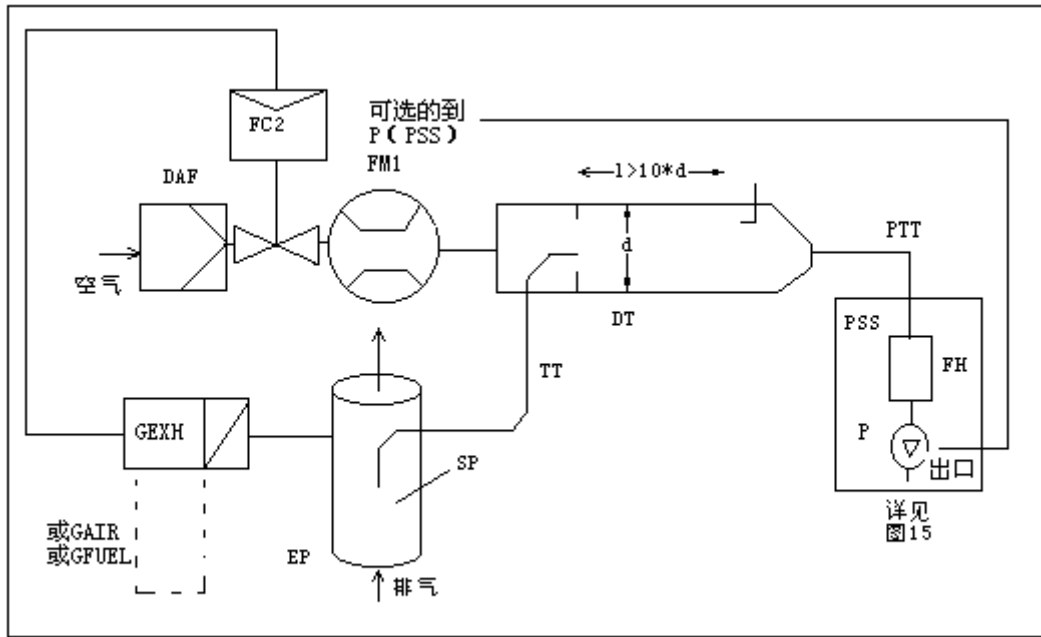 可选的到
P(PSS)
FC2
FM1
DAF
l>10*d
空气
d
PTT
DT
PSS
FH
TT
GEXH
P
SP
出口
或GAIR
或GFUEL
EP
排气
详见
图15